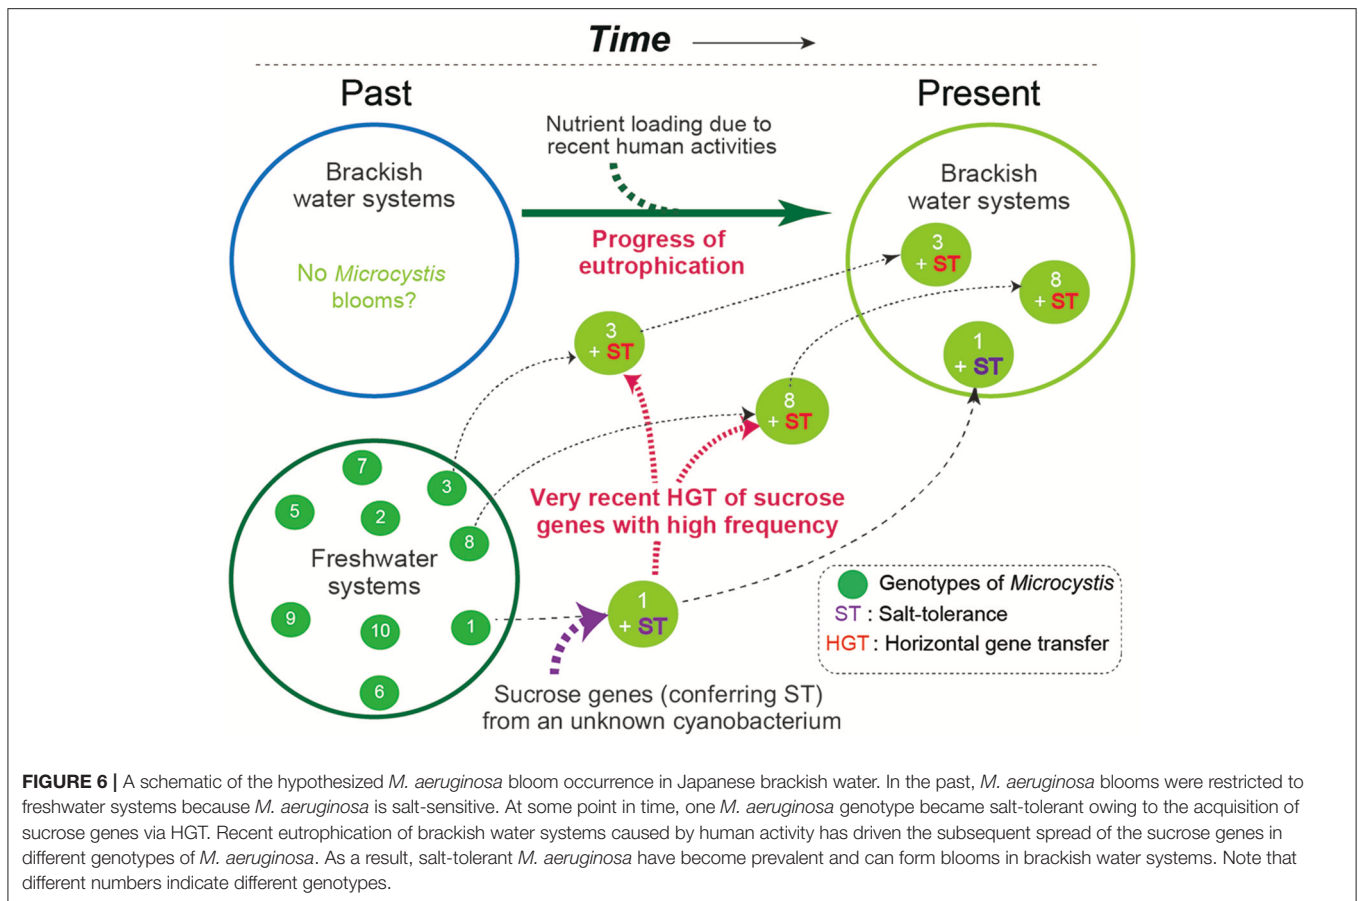 Time
Past
Present
Nutrient loading due to
recent human activities
Brackish
water systems
No Microcystis
blooms?
Progress of
eutrophication
Brackish
water systems
3
+ ST
8
+ ST
1
+ ST
3
+ ST
8
+ ST
7
3
5
2
8
Freshwater
systems
9
10
1
6
Very recent HGT of sucrose
genes with high frequency
1
+ ST
Sucrose genes (conferring ST)
from an unknown cyanobacterium
Genotypes of Microcystis
ST : Salt-tolerance
HGT : Horizontal gene transfer
FIGURE 6 | A schematic of the hypothesized M. aeruginosa bloom occurrence in Japanese brackish water. In the past, M. aeruginosa blooms were restricted to
freshwater systems because M. aeruginosa is salt-sensitive. At some point in time, one M. aeruginosa genotype became salt-tolerant owing to the acquisition of
sucrose genes via HGT. Recent eutrophication of brackish water systems caused by human activity has driven the subsequent spread of the sucrose genes in
different genotypes of M. aeruginosa. As a result, salt-tolerant M. aeruginosa have become prevalent and can form blooms in brackish water systems. Note that
different numbers indicate different genotypes.